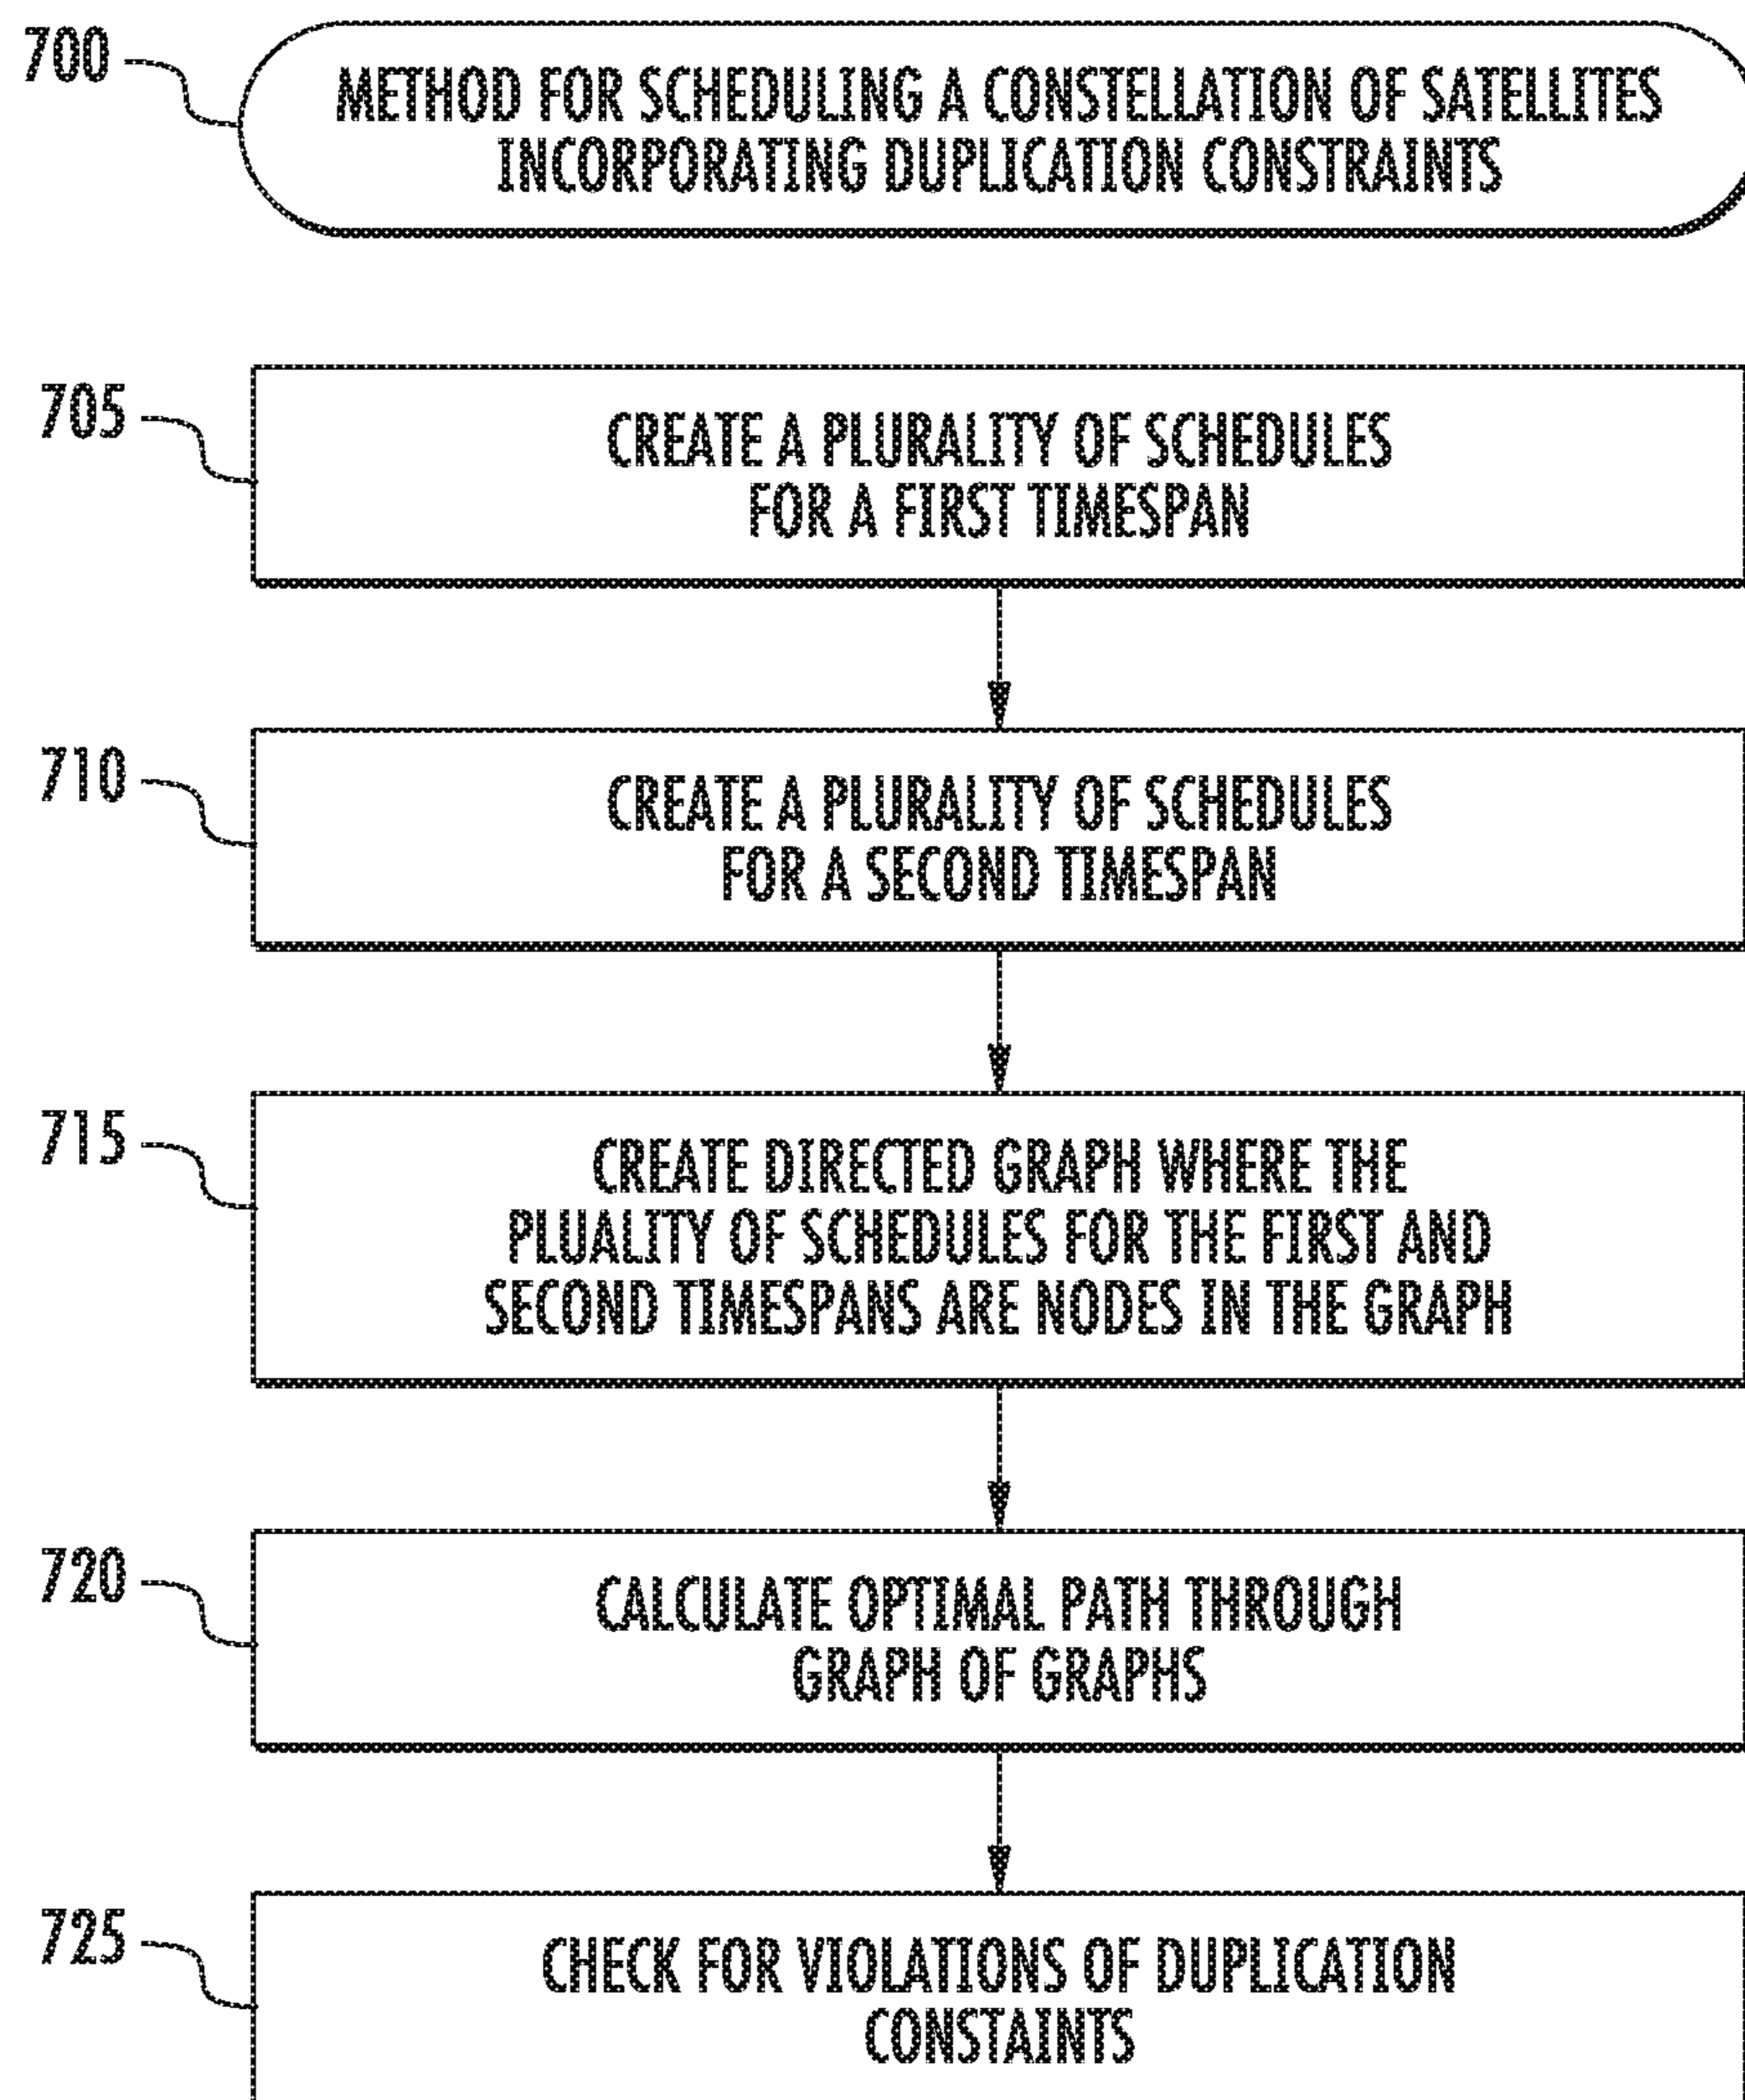 700
METHOD FOR SCHEDULING A CONSTELLATION OF SATELLITES
INCORPORATING DUPLICATION CONSTRAINTS
705
CREATE A PLURALITY OF SCHEDULES
FOR A FIRST TIMESPAN
710
CREATE A PLURALITY OF SCHEDULES
FOR A SECOND TIMESPAN
715
CREATE DIRECTED GRAPH WHERE THE
PLUALITY OF SCHEDULES FOR THE FIRST AND
SECOND TIMESPANS ARE NODES IN THE GRAPH
720
CALCULATE OPTIMAL PATH THROUGH
GRAPH OF GRAPHS
725
CHECK FOR VIOLATIONS OF DUPLICATION
CONSTAINTS